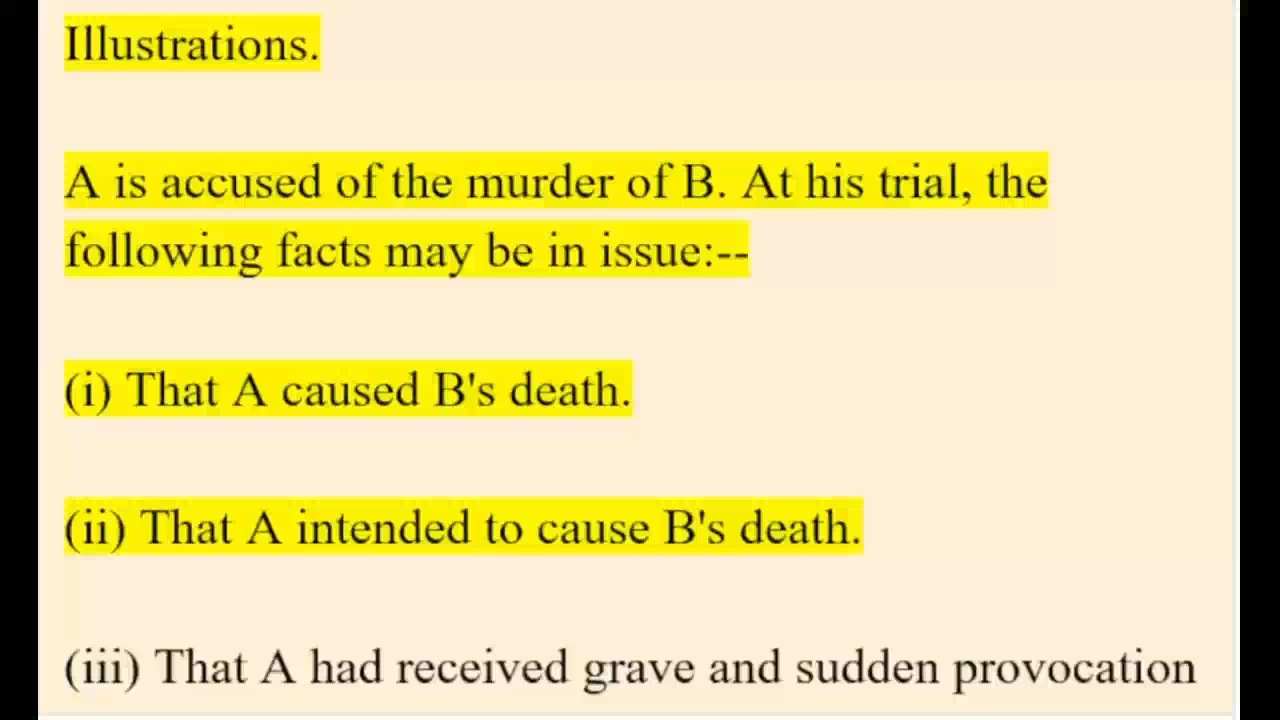 Illustrations.
A is accused of the murder of B. At his trial, the
following facts may be in issue:--
(i) That A caused B's death.
(ii) That A intended to cause B's death.
(iii) That A had received grave and sudden provocation